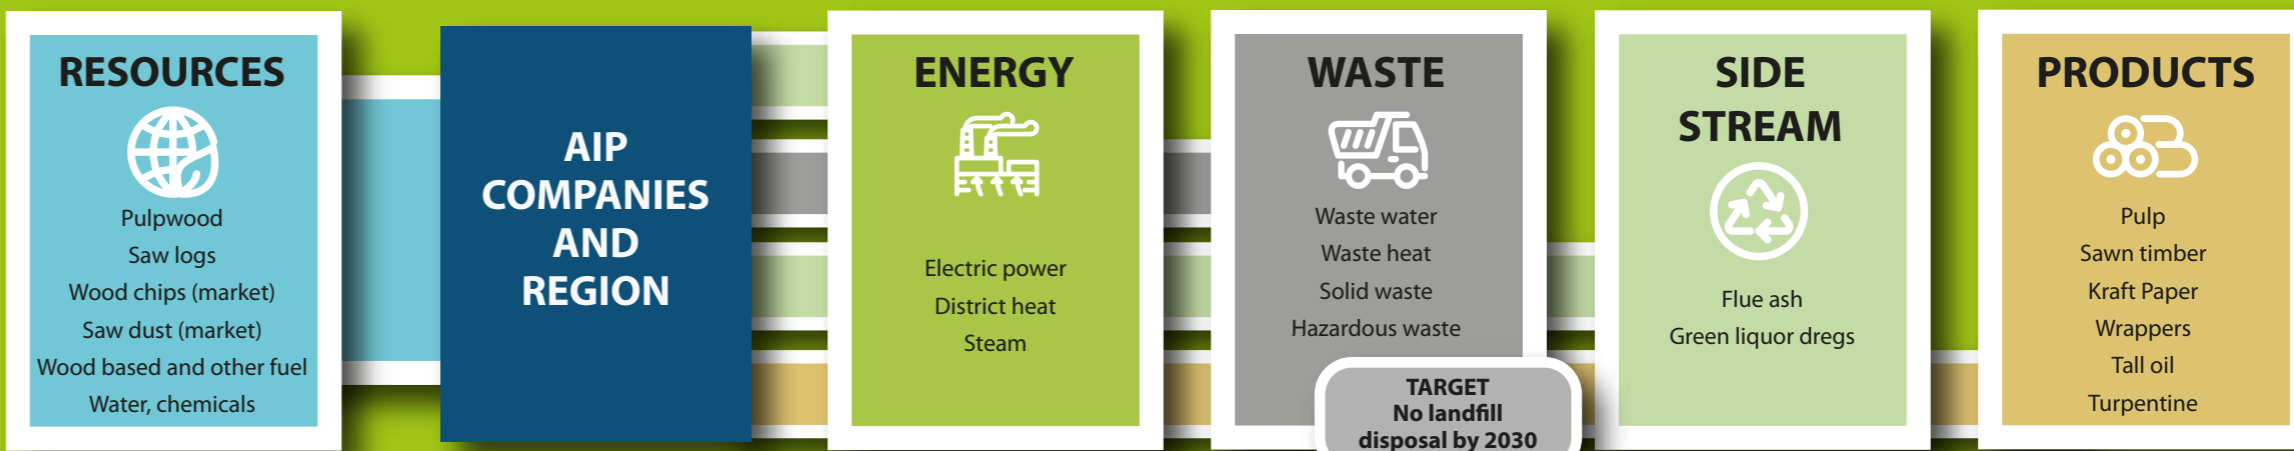 RESOURCES
Pulpwood
Saw logs
Wood chips (market)
Saw dust (market)
Wood based and other fuel
Water, chemicals
AIP
COMPANIES
AND
REGION
ENERGY
Electric power
District heat
Steam
WASTE
Waste water
Waste heat
Solid waste
Hazardous waste
TARGET
No landfill
disposal by 2030
SIDE
STREAM
Flue ash
Green liquor dregs
PRODUCTS
Pulp
Sawn timber
Kraft Paper
Wrappers
Tall oil
Turpentine